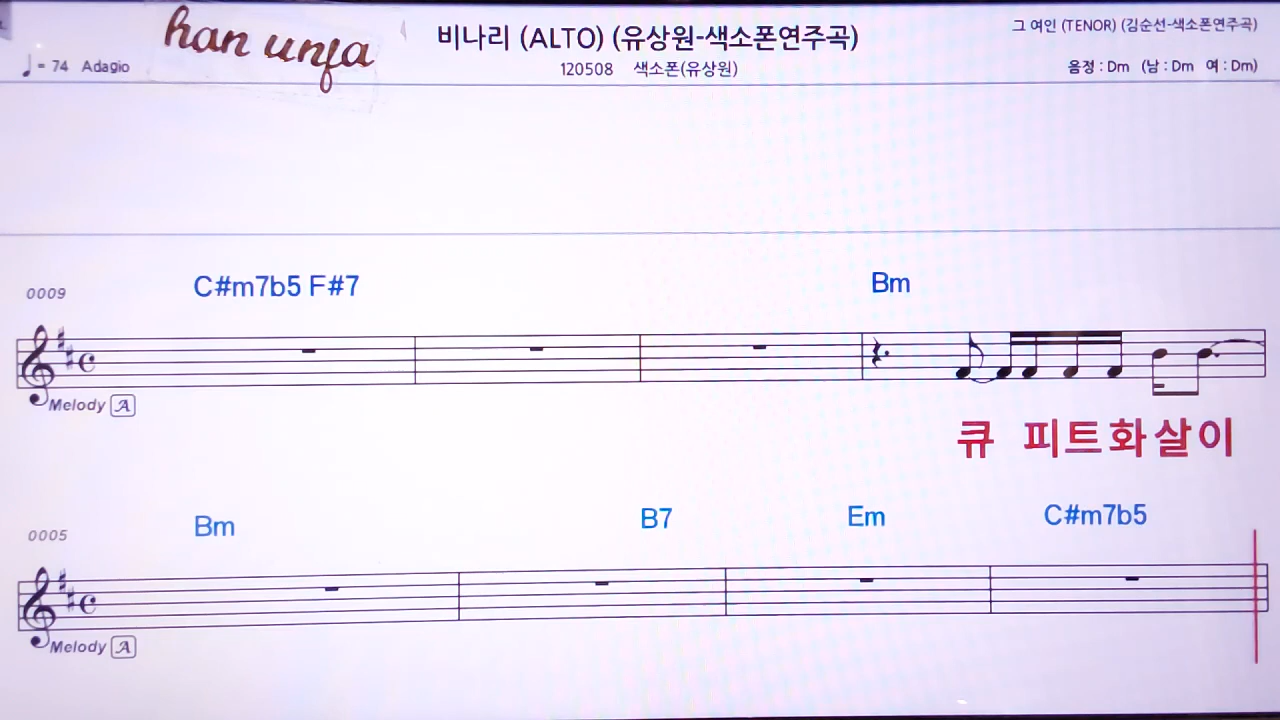 han unfa
비나리 (ALTO) (유상원-색소폰연주곡)
그 여인 (TENOR) (김순선-색소폰연주곡)
♩= 74 Adagio
120508 색소폰(유상원)
음정 : Dm (남 : Dm 여 : Dm)
0009
C#m7b5 F#7
Bm
Melody A
큐 피트화살이
0005
Bm
B7
Em
C#m7b5
Melody A